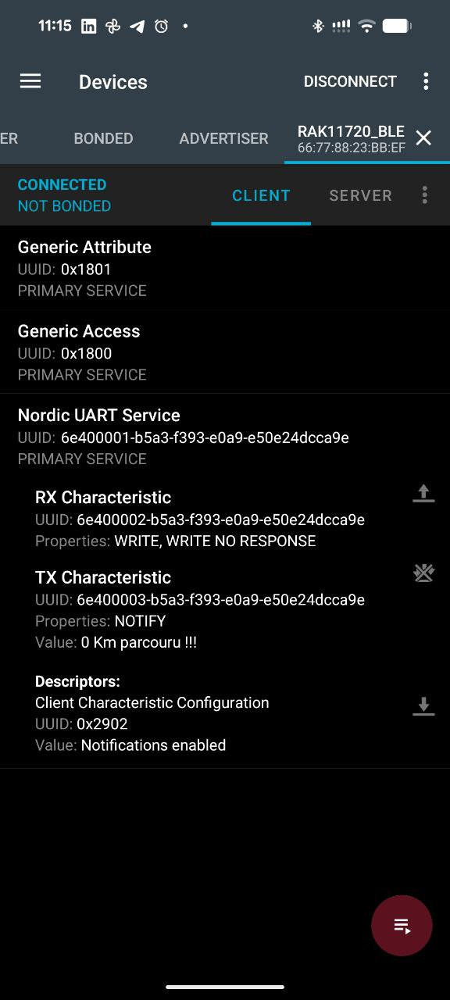 11:15
Devices
DISCONNECT
ER
BONDED
ADVERTISER
RAK11720_BLE
66:77:88:23:BB:EF
CONNECTED
NOT BONDED
CLIENT
SERVER
Generic Attribute
UUID: 0x1801
PRIMARY SERVICE
Generic Access
UUID: 0x1800
PRIMARY SERVICE
Nordic UART Service
UUID: 6e400001-b5a3-f393-e0a9-e50e24dcca9e
PRIMARY SERVICE
RX Characteristic
UUID: 6e400002-b5a3-f393-e0a9-e50e24dcca9e
Properties: WRITE, WRITE NO RESPONSE
TX Characteristic
UUID: 6e400003-b5a3-f393-e0a9-e50e24dcca9e
Properties: NOTIFY
Value: 0 Km parcouru !!!
Descriptors:
Client Characteristic Configuration
UUID: 0x2902
Value: Notifications enabled